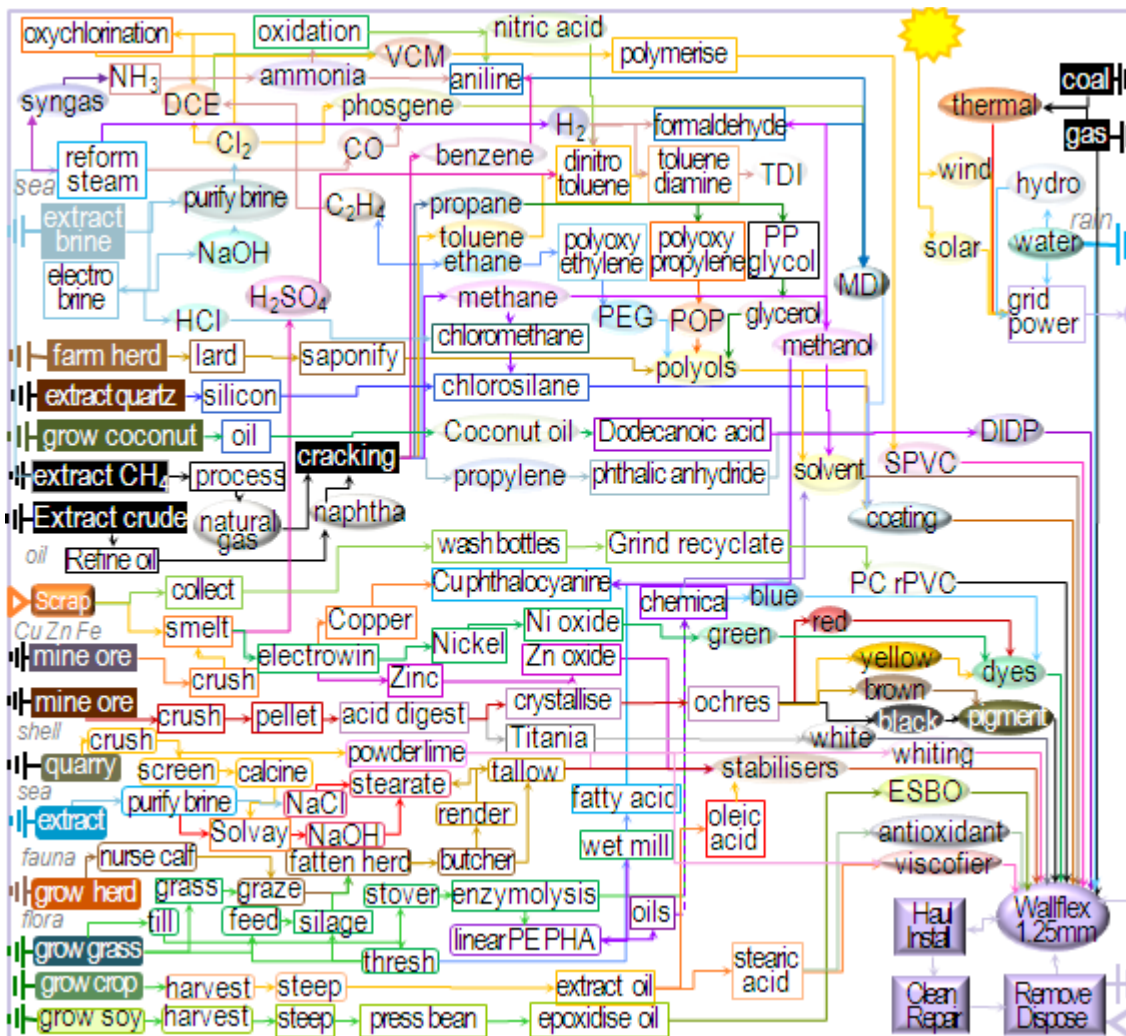 oxychlorination
oxidation
nitric acid
VCM
polymerise
NH3
ammonia
aniline
coal
syngas
DCE
phosgene
thermal
Cl2
CO
H2
formaldehyde
gas
reform
steam
benzene
dinitro
toluene
toluene
diamine
TDI
wind
hydro
sea
purify brine
C2H4
propane
rain
extract
brine
toluene
polyoxy
ethylene
polyoxy
propylene
PP
glycol
solar
water
NaOH
ethane
electro
brine
H2SO4
methane
MDI
grid
power
HCl
PEG
POP
glycerol
chloromethane
methanol
farm herd
lard
saponify
polyols
extract quartz
silicon
chlorosilane
grow coconut
oil
Coconut oil
Dodecanoic acid
DIDP
cracking
SPVC
extract CH4
process
propylene
phthalic anhydride
solvent
Extract crude
natural
gas
naphtha
coating
oil
Refine oil
wash bottles
Grind recyclate
collect
Cu phthalocyanine
PC rPVC
Scrap
chemical
blue
Copper
Cu Zn Fe
smelt
Ni oxide
red
green
Nickel
mine ore
electrowin
Zn oxide
yellow
dyes
crush
Zinc
brown
mine ore
crush
pellet
acid digest
crystallise
ochres
black
pigment
shell
crush
Titania
white
powder lime
whiting
quarry
screen
calcine
stearate
tallow
stabilisers
sea
purify brine
NaCl
render
fatty acid
ESBO
extract
Solvay
NaOH
oleic
acid
antioxidant
fauna
nurse calf
fatten herd
butcher
wet mill
viscofier
grow herd
grass
graze
stover
enzymolysis
flora
till
feed
silage
oils
Haul
Install
Wallflex
1.25mm
grow grass
thresh
linear PE PHA
stearic
acid
grow crop
harvest
steep
extract oil
Clean
Repair
Remove
Dispose
grow soy
harvest
steep
press bean
epoxidise oil